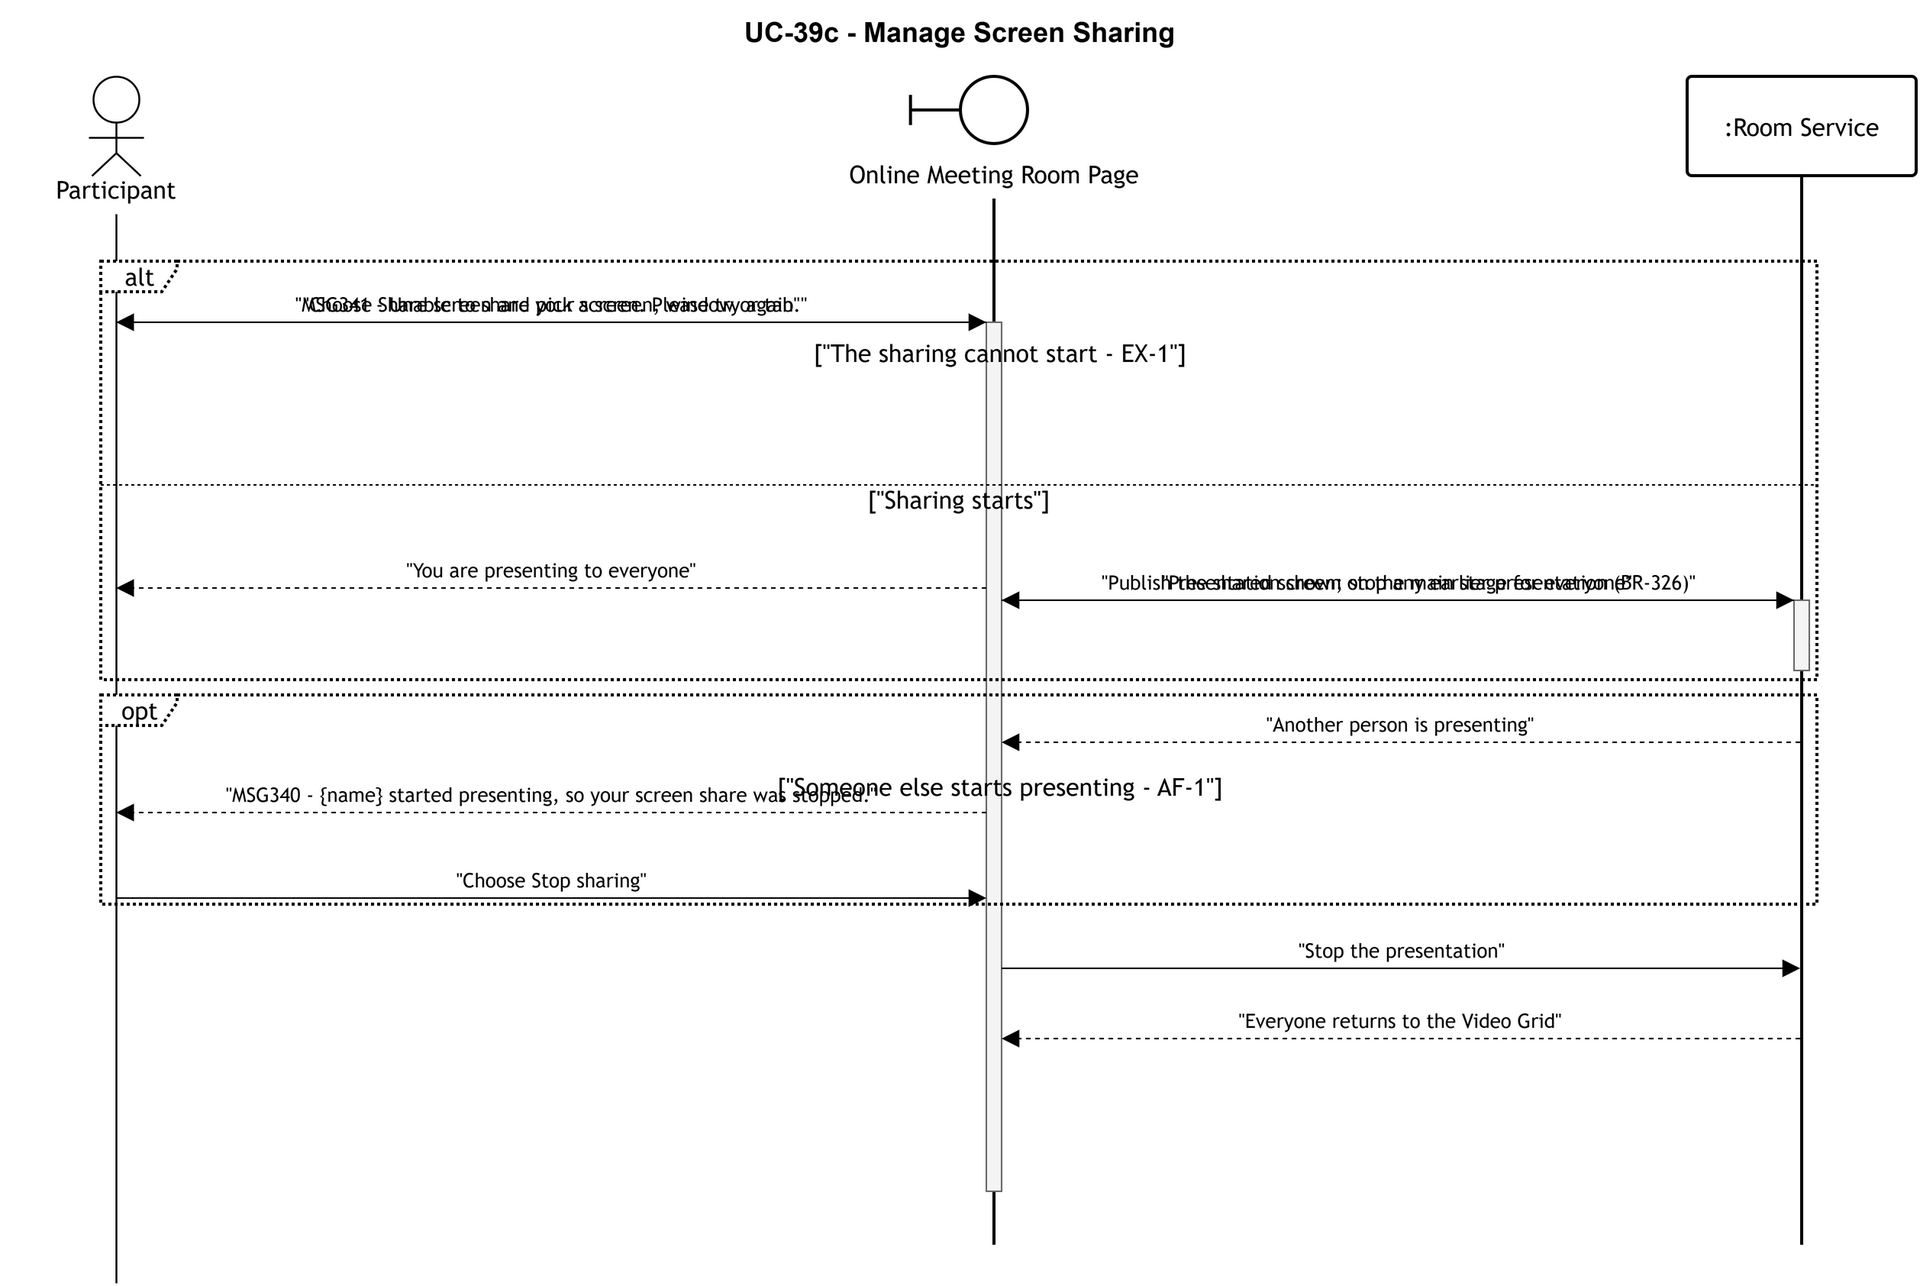 UC-39c - Manage Screen Sharing
Participant
Online Meeting Room Page
:Room Service
alt
["The sharing cannot start - EX-1"]
["Sharing starts"]
"You are presenting to everyone"
opt
"Another person is presenting"
["Someone else starts presenting - AF-1"]
"MSG340 - {name} started presenting, so your screen share was stopped."
"Choose Stop sharing"
"Stop the presentation"
"Everyone returns to the Video Grid"